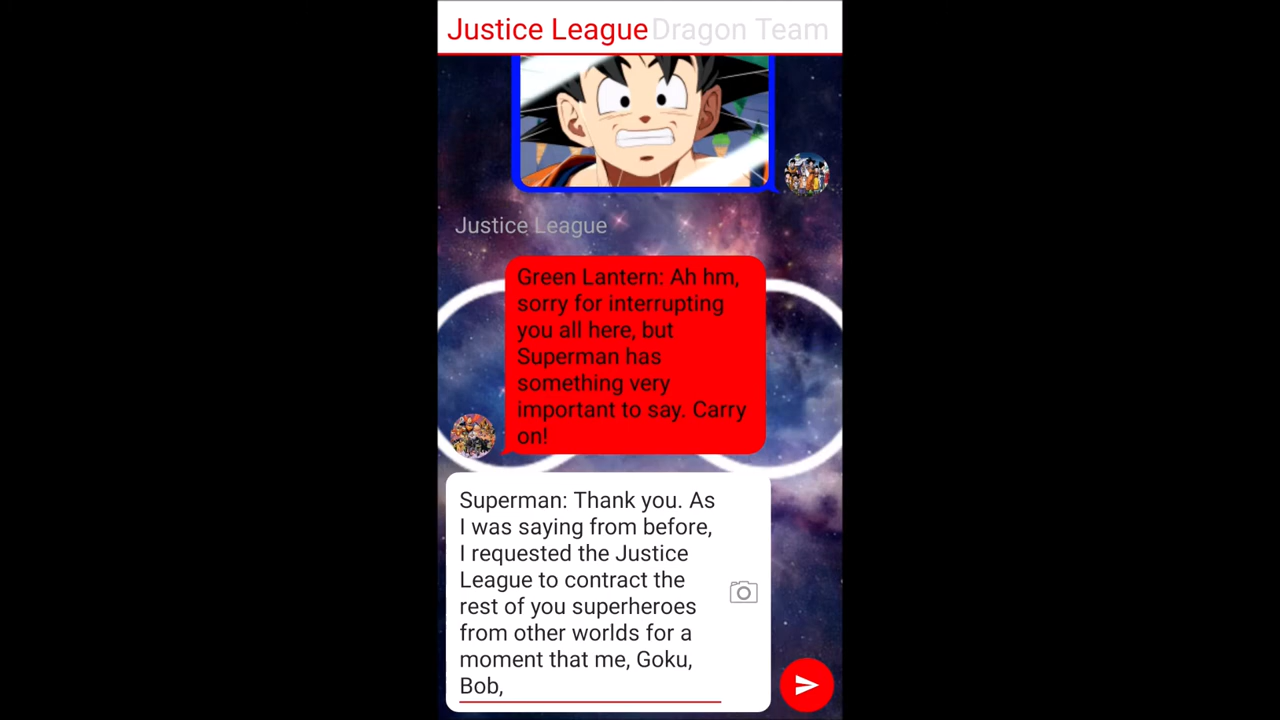 Justice League Dragon Team
Justice League
Green Lantern: Ah hm,
sorry for interrupting
you all here, but
Superman has
something very
important to say. Carry
on!
Superman: Thank you. As
I was saying from before,
I requested the Justice
League to contract the
rest of you superheroes
from other worlds for a
moment that me, Goku,
Bob,